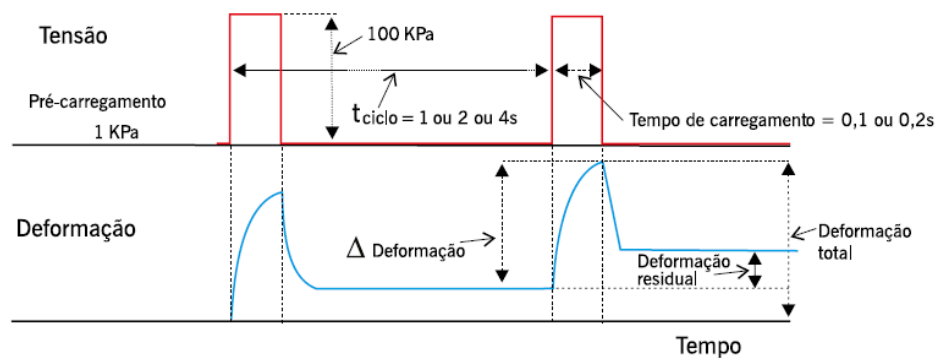 Tensão
100 KPa
Pré-carregamento
1 KPa
tciclo = 1 ou 2 ou 4s
Tempo de carregamento = 0,1 ou 0,2s
Deformação
Δ Deformação
Deformação
residual
Deformação
total
Tempo